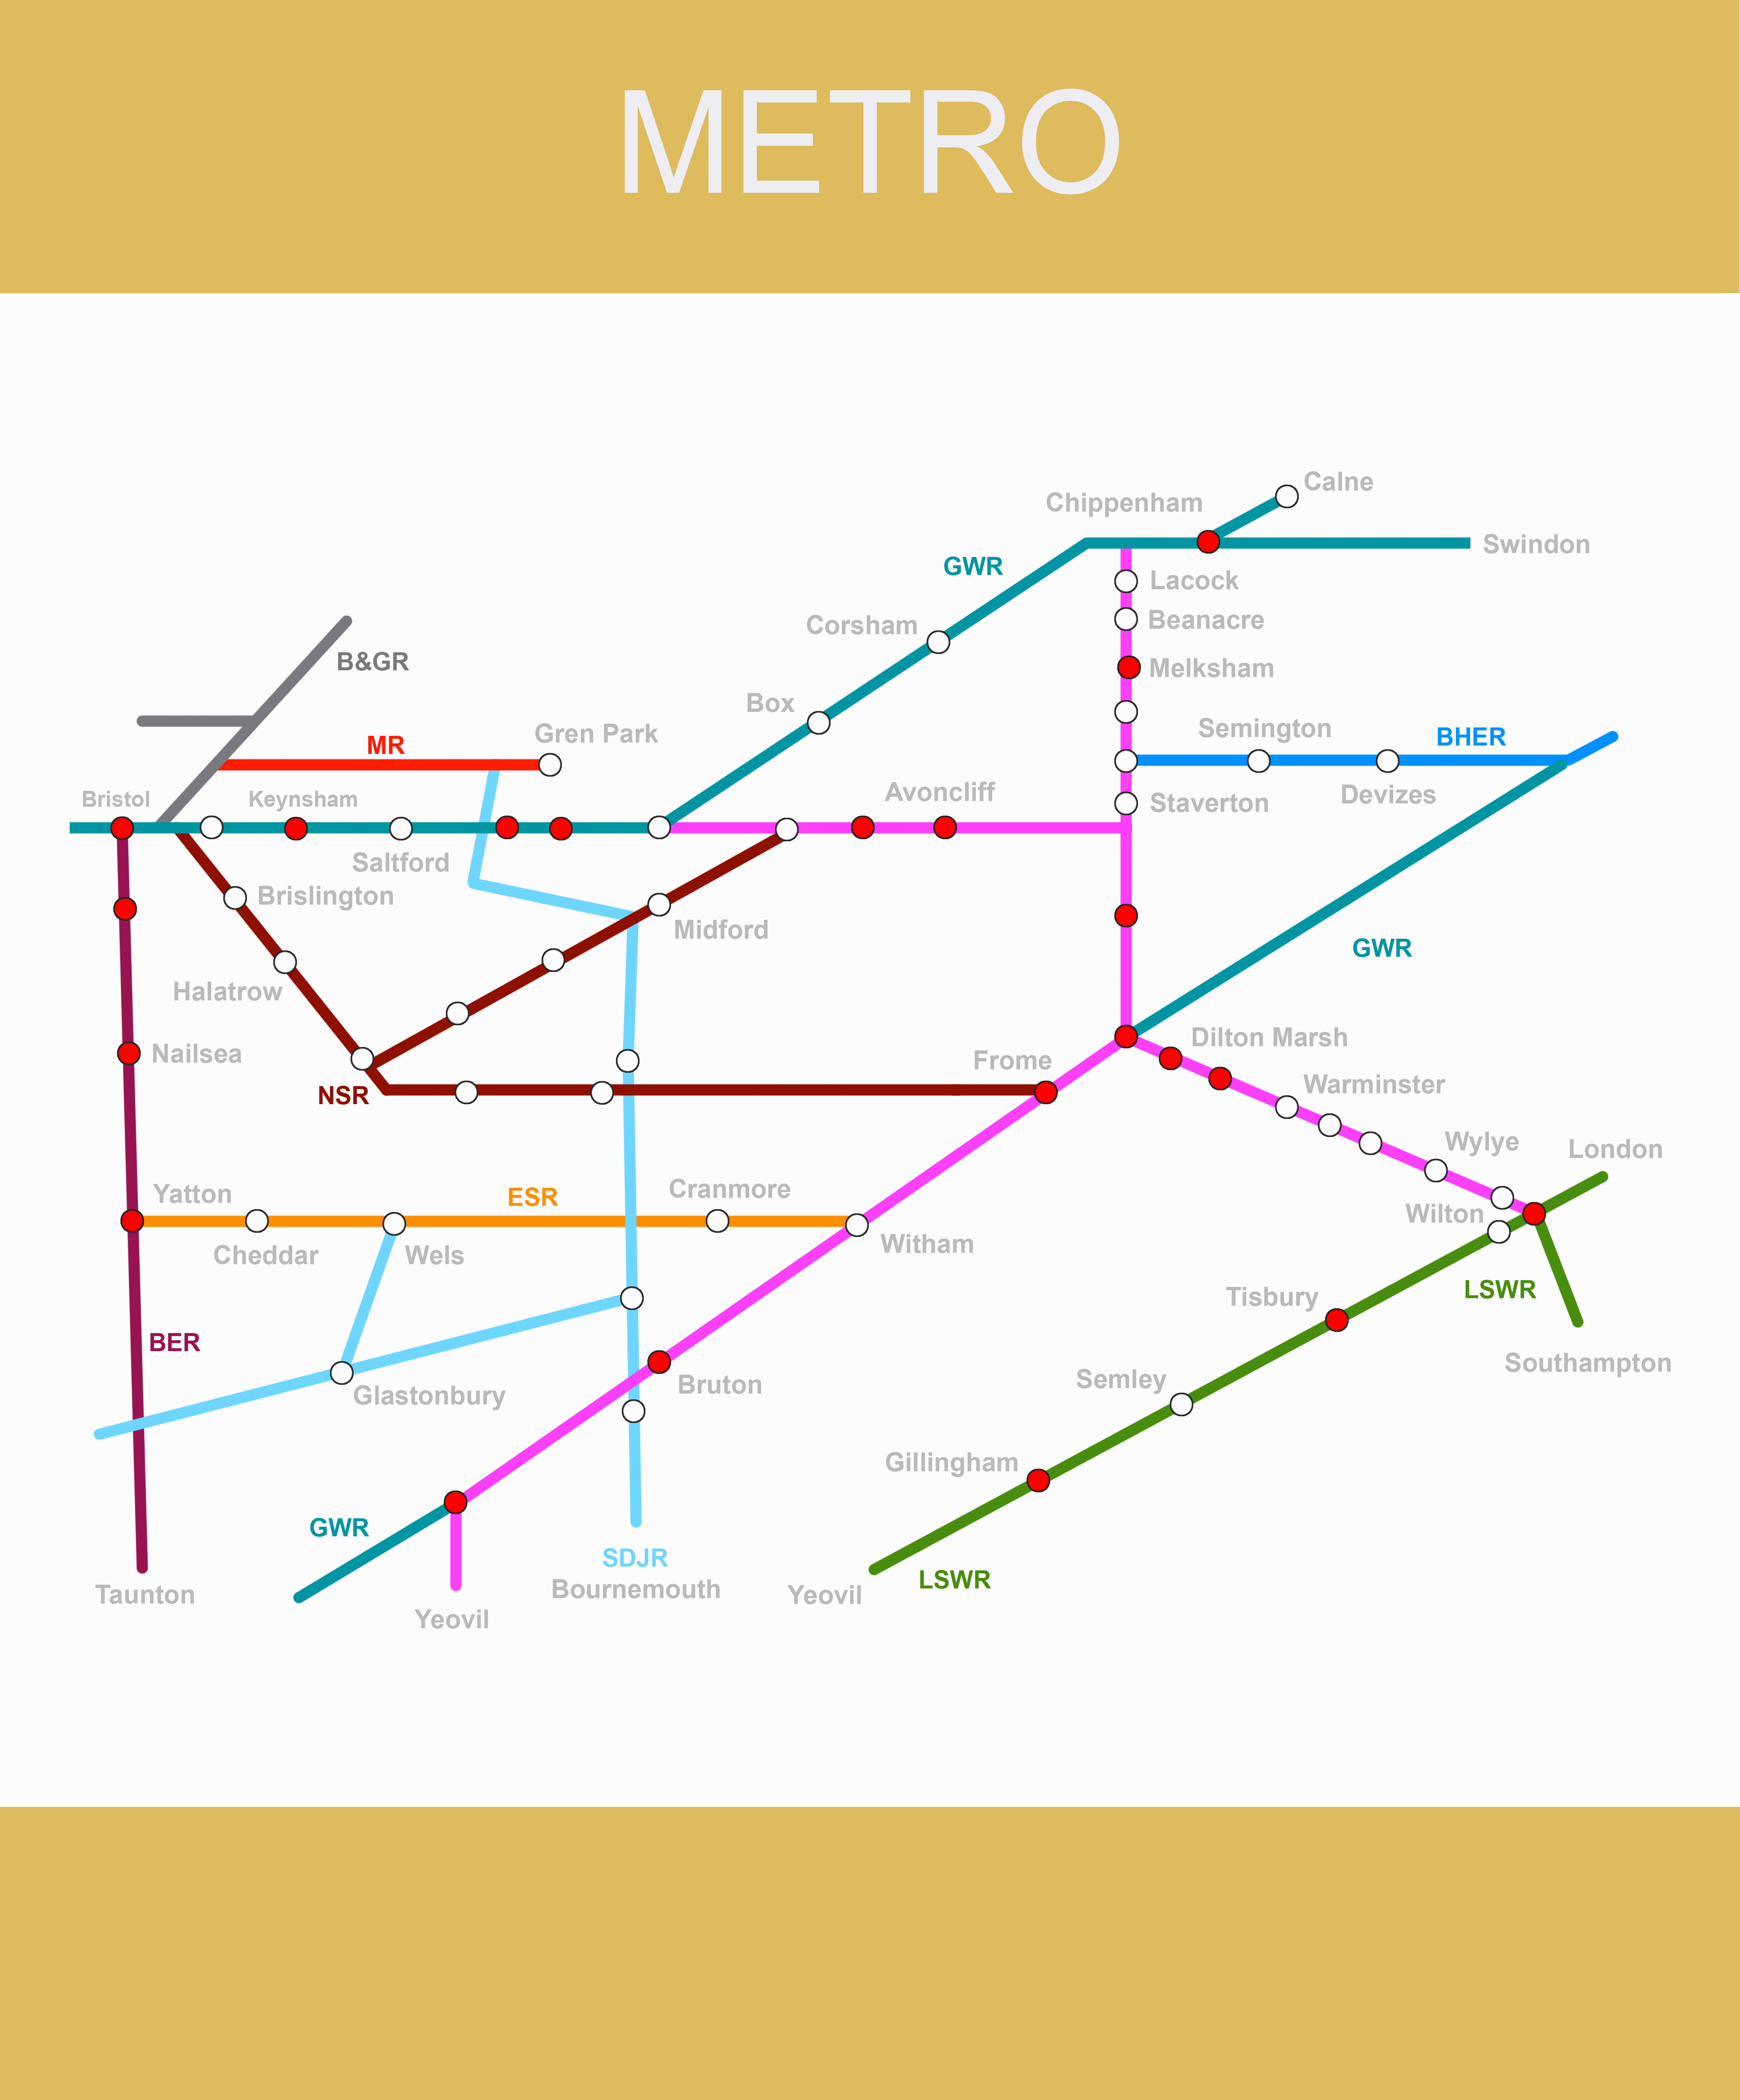 METRO
Calne
Chippenham
Swindon
GWR
Lacock
Corsham
Beanacre
B&GR
Melksham
Box
Semington
Gren Park
BHER
MR
Bristol
Keynsham
Avoncliff
Devizes
Staverton
Saltford
Brislington
Midford
GWR
Halatrow
Dilton Marsh
Nailsea
Frome
Warminster
NSR
Wylye
London
Yatton
ESR
Cranmore
Wilton
Cheddar
Wels
Witham
LSWR
Tisbury
BER
Southampton
Glastonbury
Bruton
Semley
Gillingham
GWR
SDJR
LSWR
Taunton
Bournemouth
Yeovil
Yeovil